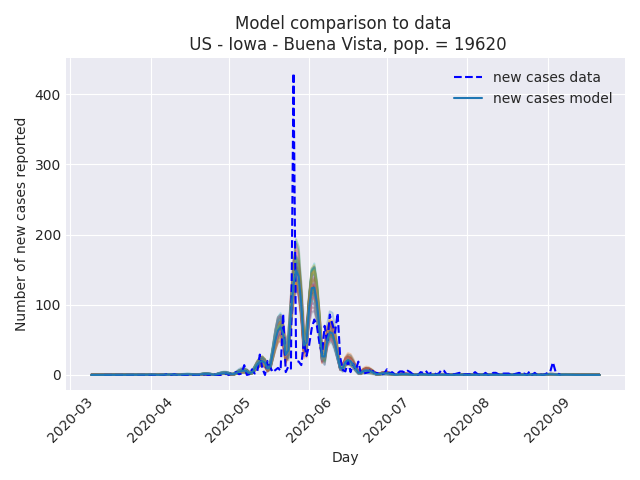 Model comparison to data
US - Iowa - Buena Vista, pop. = 19620
new cases data
new cases model
Number of new cases reported
400
300
200
100
0
2020-03
2020-04
2020-05
2020-06
2020-07
2020-08
2020-09
Day